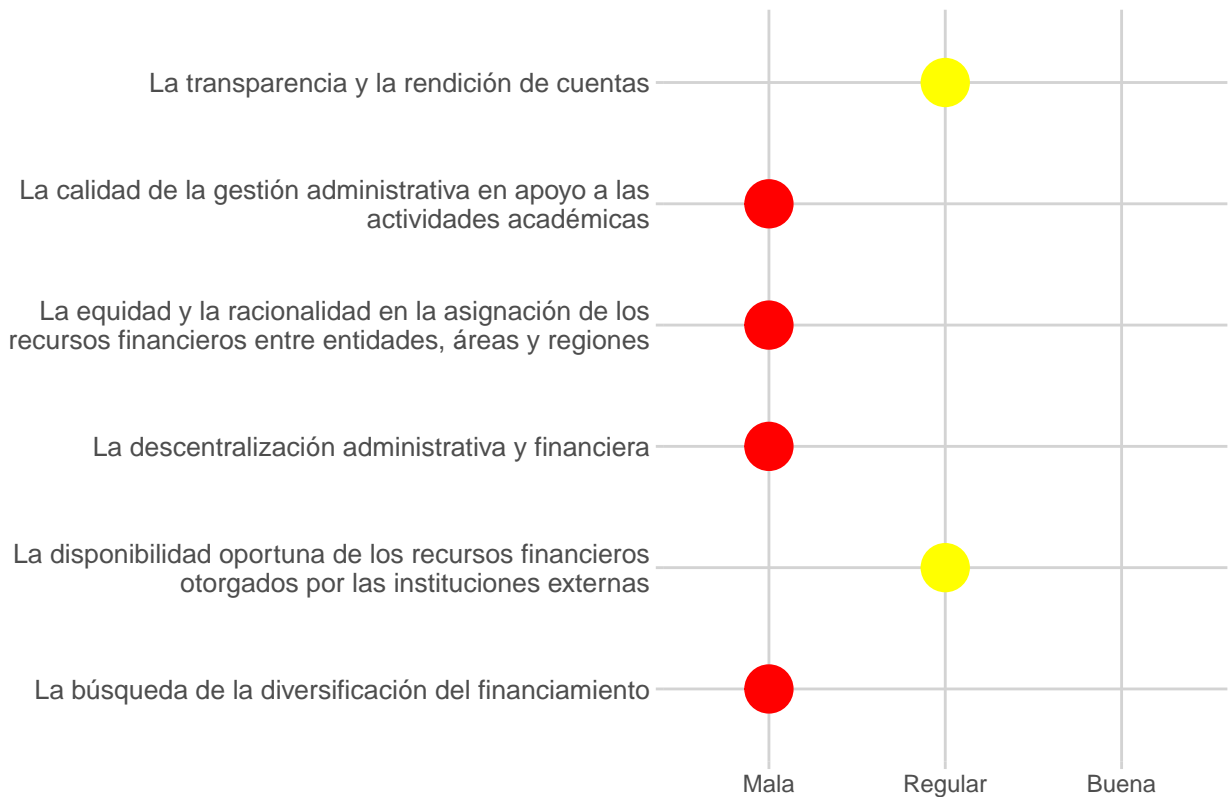 La transparencia y la rendición de cuentas
La calidad de la gestión administrativa en apoyo a las
actividades académicas
La equidad y la racionalidad en la asignación de los
recursos financieros entre entidades, áreas y regiones
La descentralización administrativa y financiera
La disponibilidad oportuna de los recursos financieros
otorgados por las instituciones externas
La búsqueda de la diversificación del financiamiento
Mala
Regular
Buena